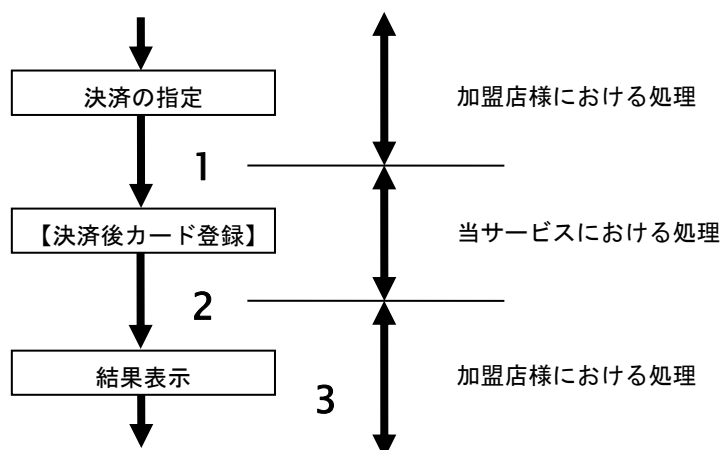 決済の指定
加盟店様における処理
1
【決済後カード登録】
当サービスにおける処理
2
結果表示
加盟店様における処理
3